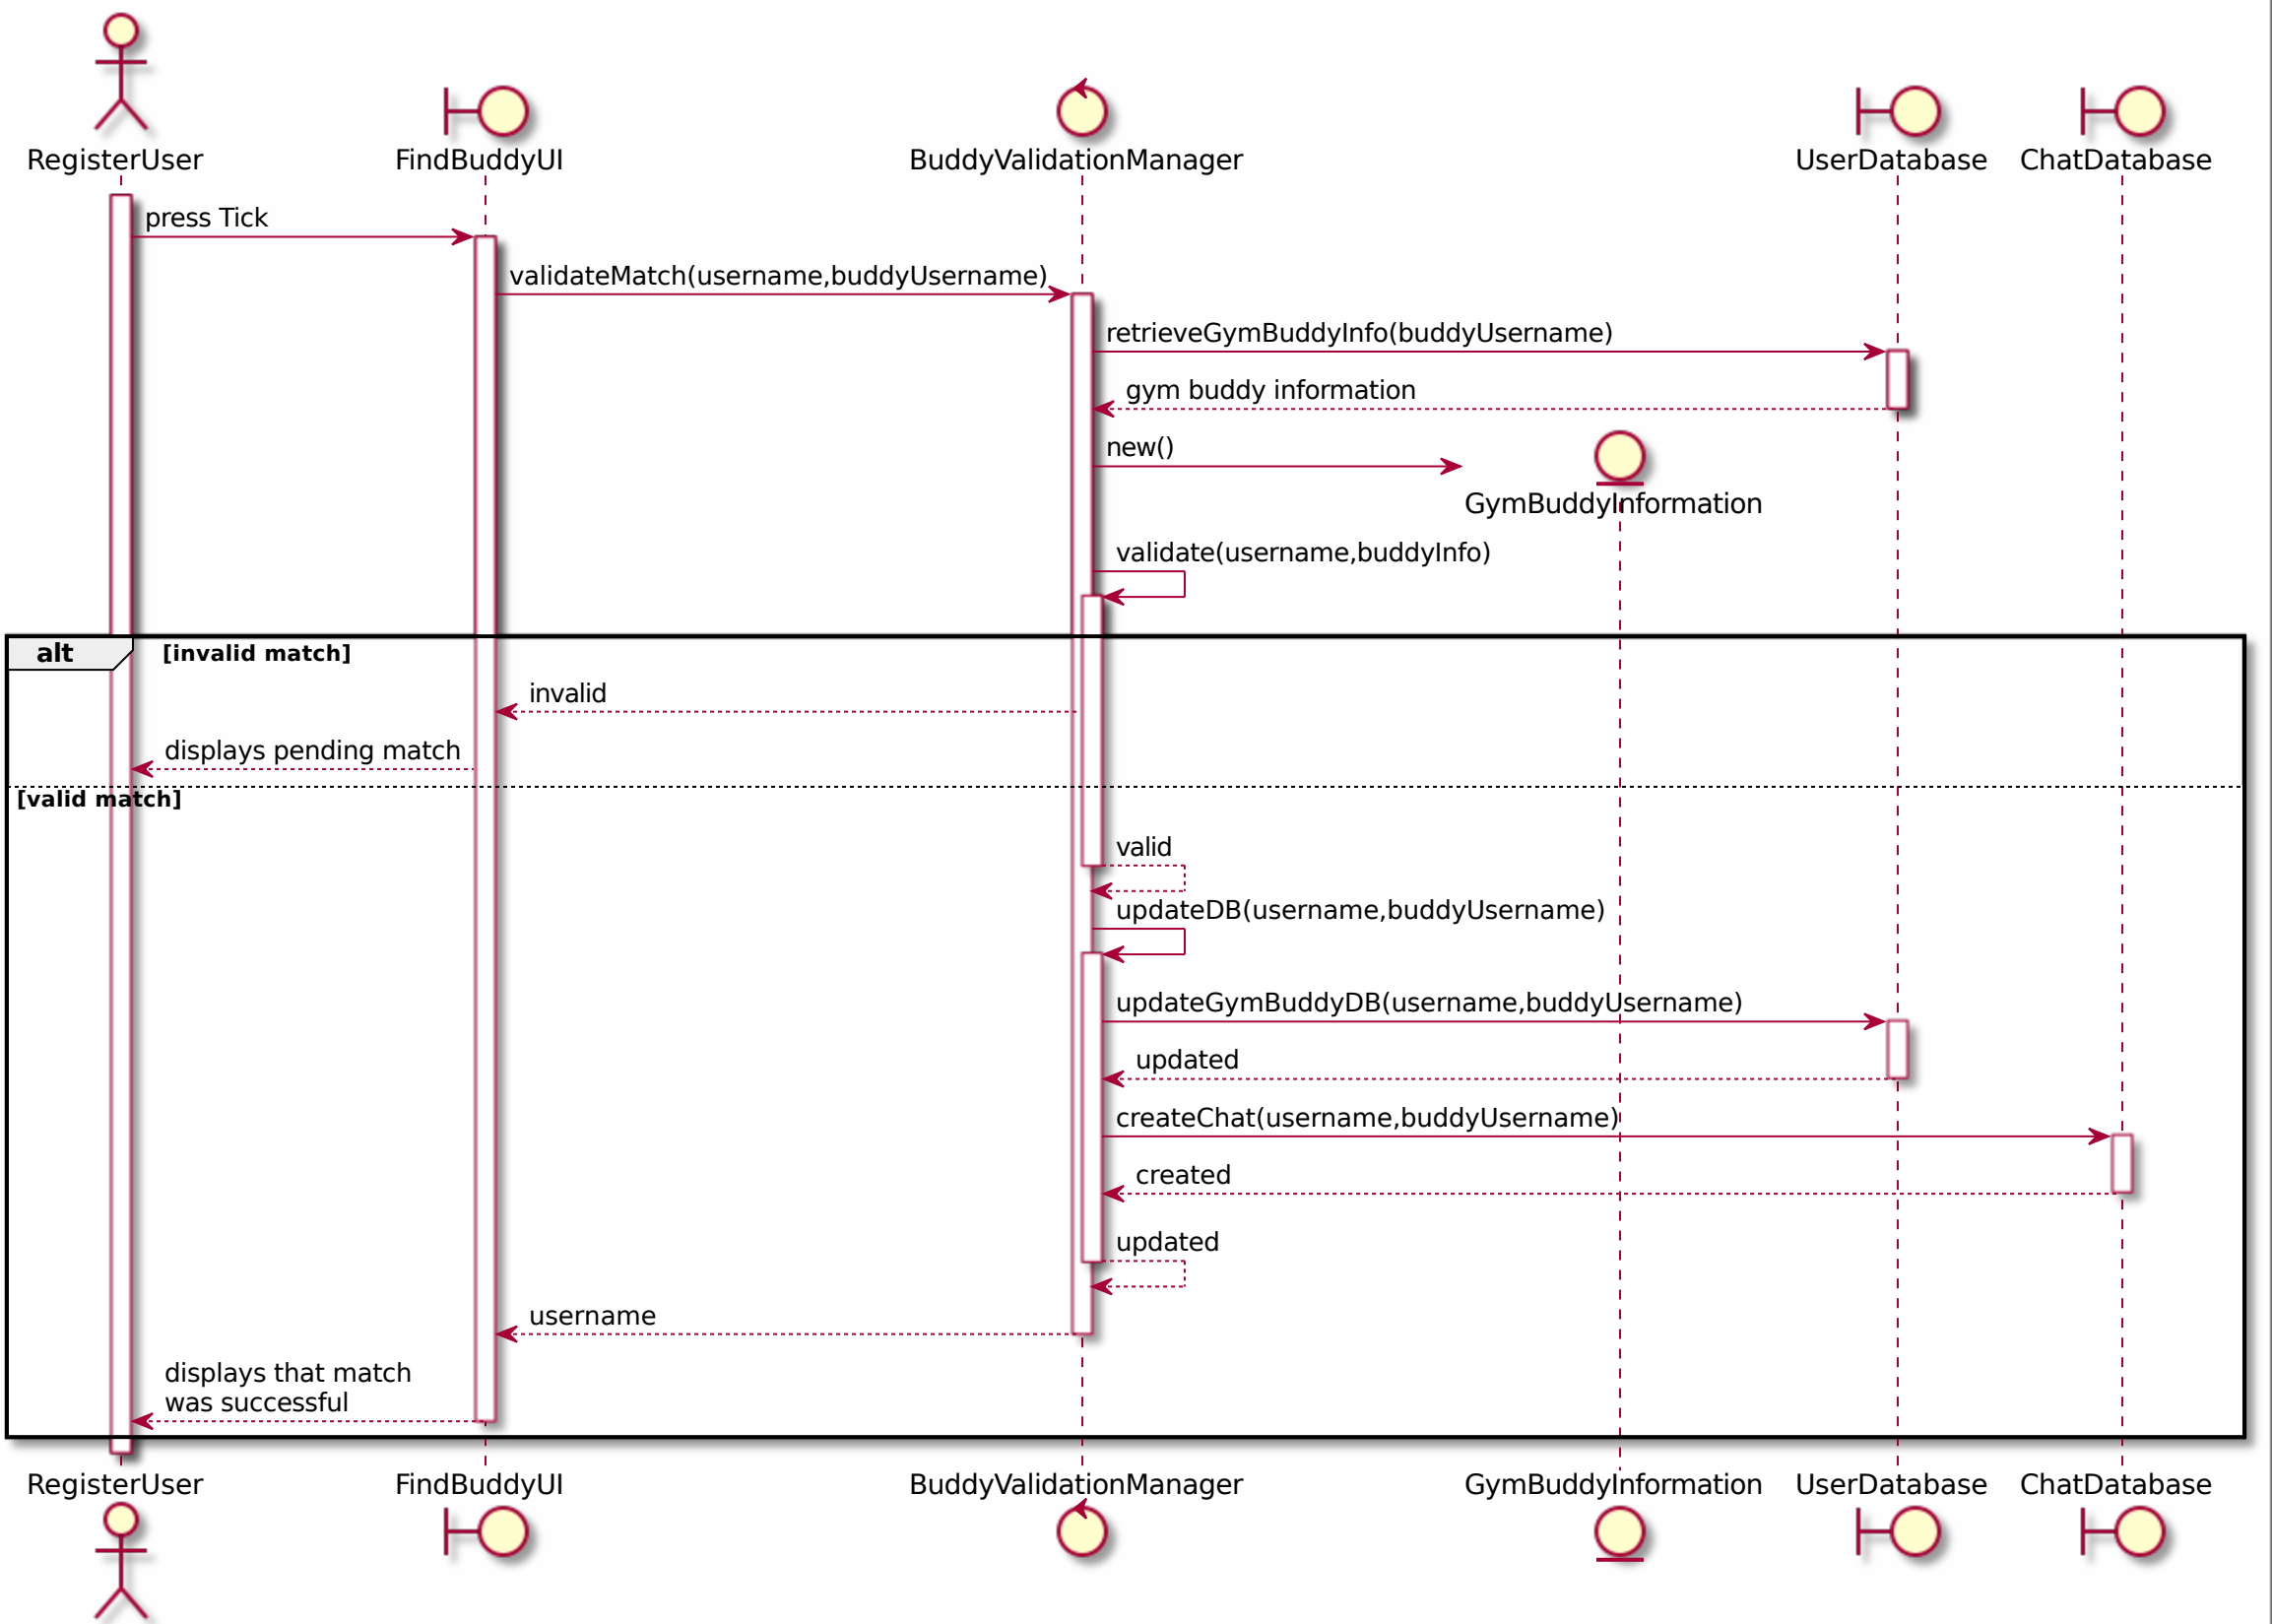 RegisterUser
FindBuddyUI
BuddyValidationManager
UserDatabase
ChatDatabase
press Tick
validateMatch(username,buddyUsername)
retrieveGymBuddyInfo(buddyUsername)
gym buddy information
new()
GymBuddyInformation
validate(username,buddyInfo)
alt
[invalid match]
invalid
displays pending match
[valid match]
valid
updateDB(username,buddyUsername)
updateGymBuddyDB(username,buddyUsername)
updated
createChat(username,buddyUsername)
created
updated
username
displays that match
was successful
RegisterUser
FindBuddyUI
BuddyValidationManager
GymBuddyInformation
UserDatabase
ChatDatabase